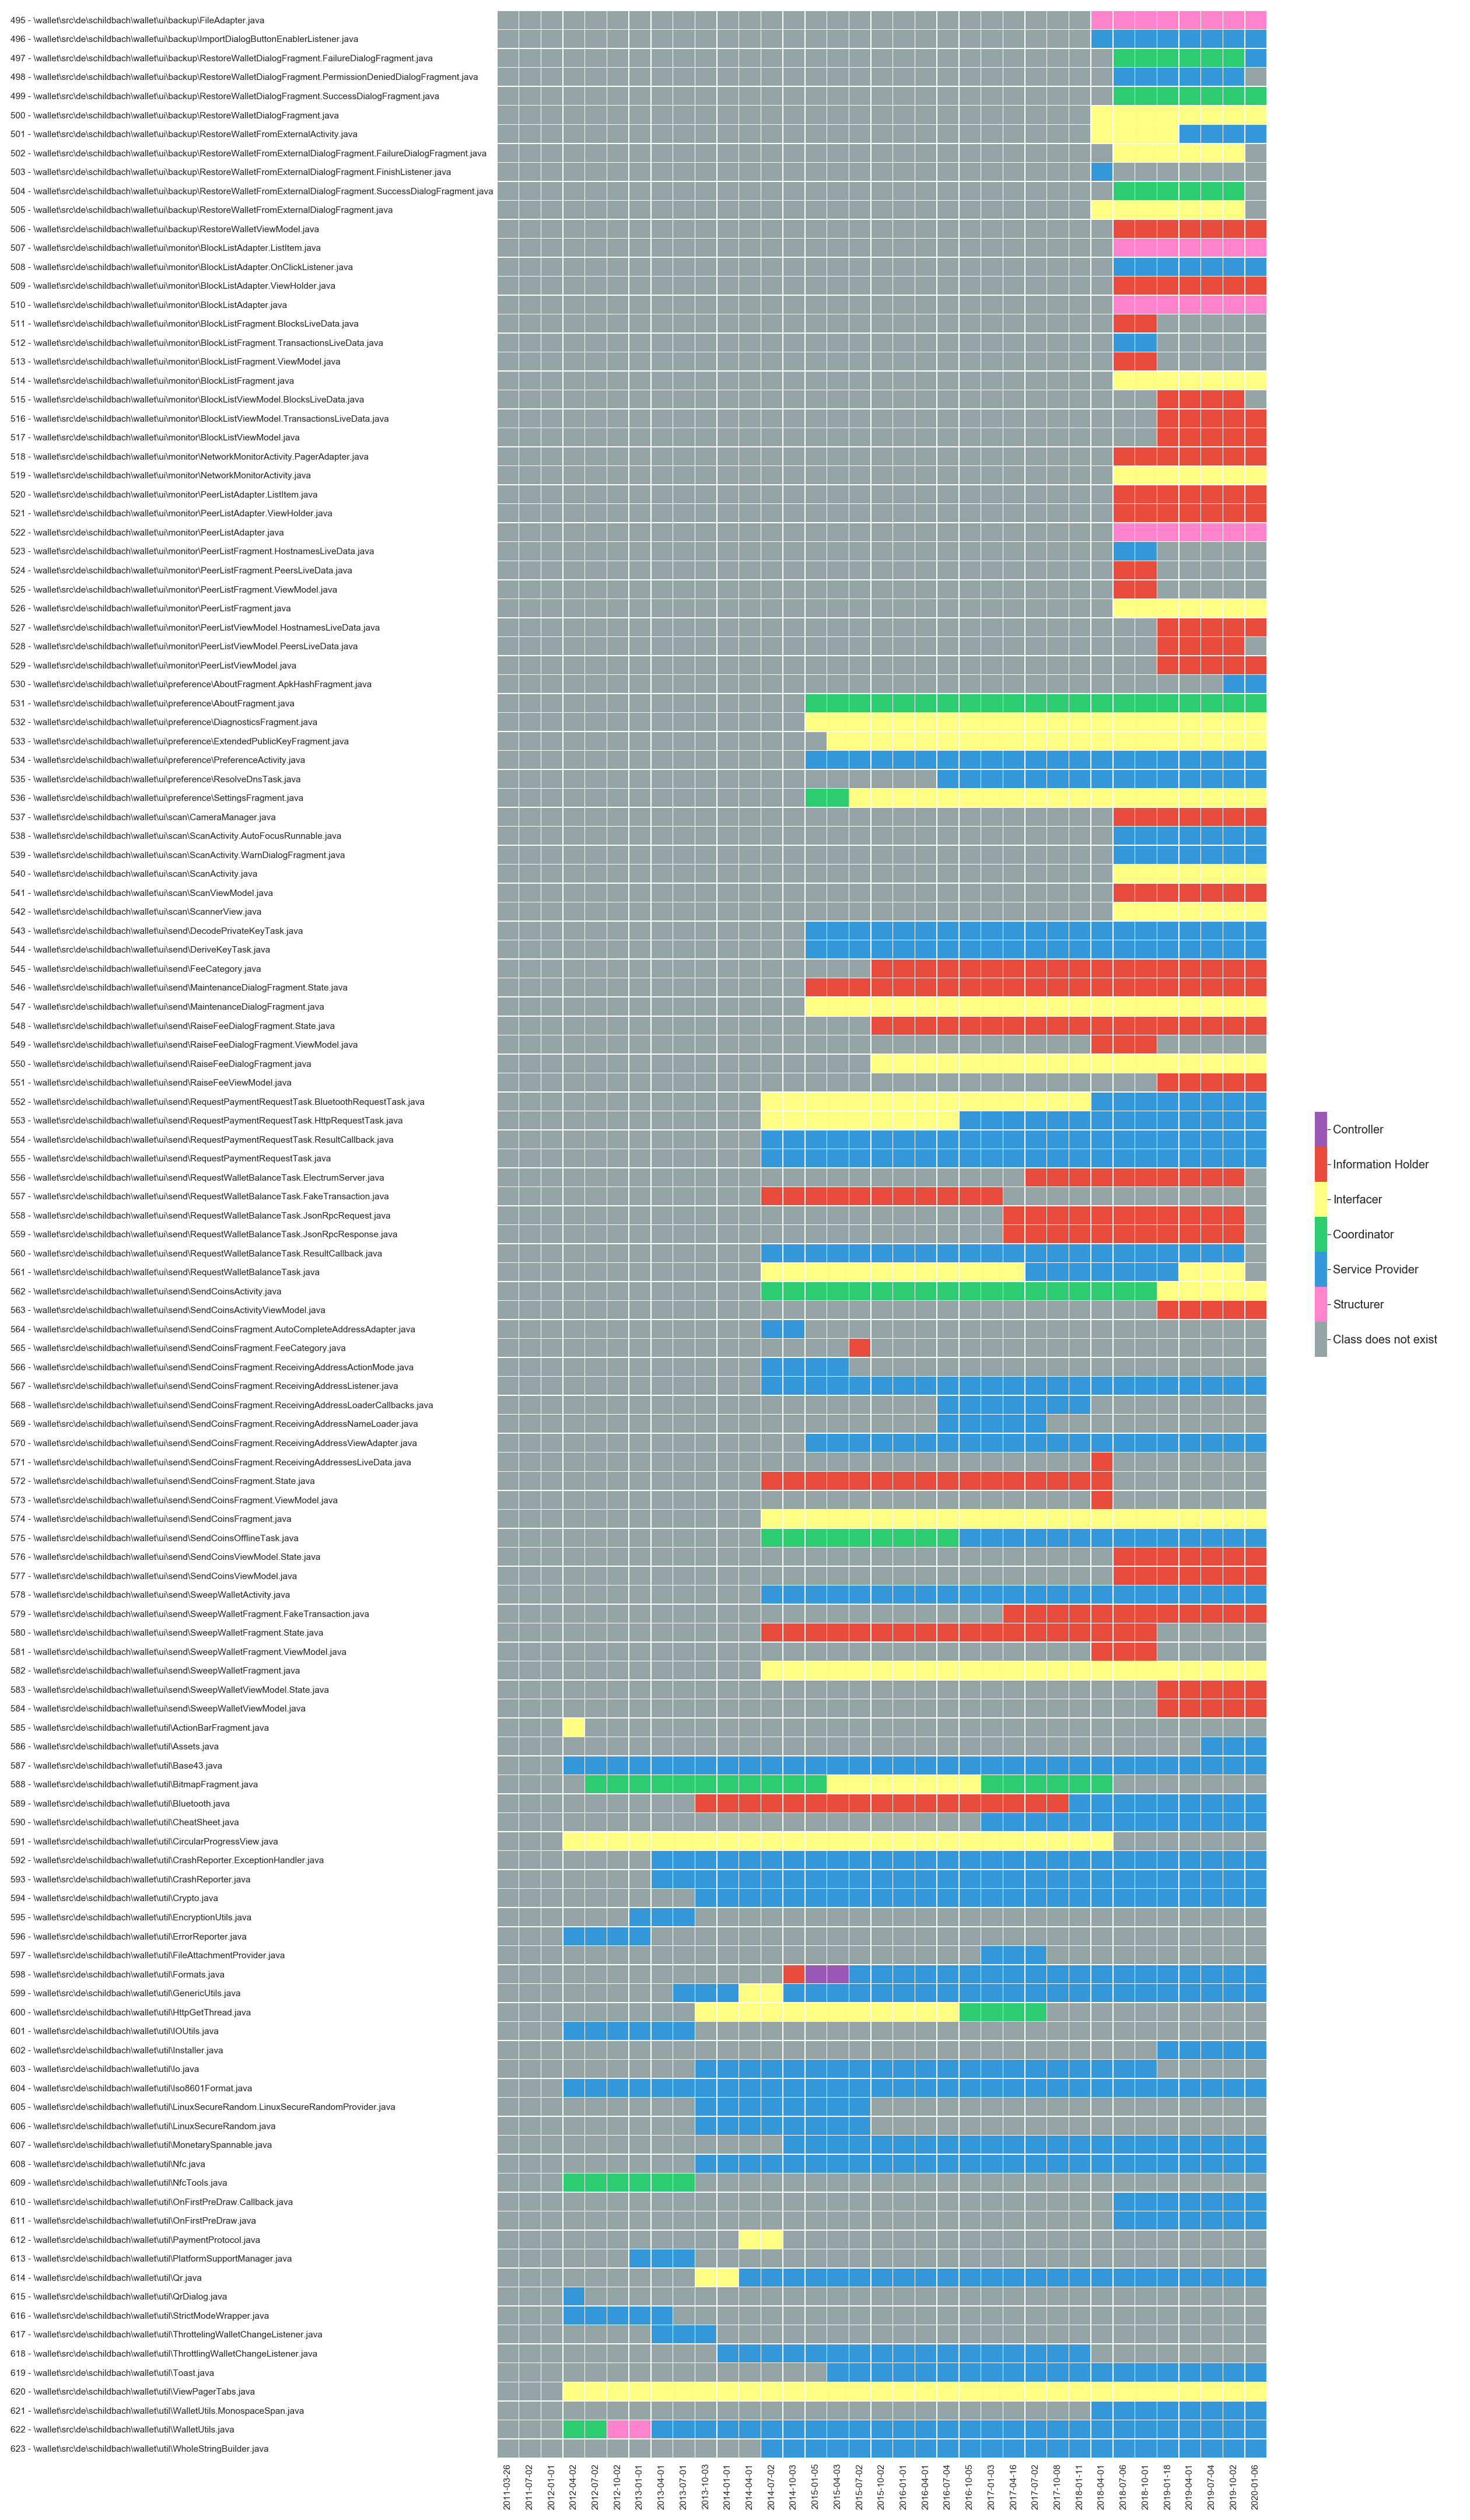 495 - \wallet\src\de\schildbach\wallet\ui\backup\FileAdapter.java
496 - \wallet\src\de\schildbach\wallet\ui\backup\ImportDialogButtonEnablerListener.java
497 - \wallet\src\de\schildbach\wallet\ui\backup\RestoreWalletDialogFragment.FailureDialogFragment.java
498 - \wallet\src\de\schildbach\wallet\ui\backup\RestoreWalletDialogFragment.PermissionDeniedDialogFragment.java
499 - \wallet\src\de\schildbach\wallet\ui\backup\RestoreWalletDialogFragment.SuccessDialogFragment.java
500 - \wallet\src\de\schildbach\wallet\ui\backup\RestoreWalletDialogFragment.java
501 - \wallet\src\de\schildbach\wallet\ui\backup\RestoreWalletFromExternalActivity.java
502 - \wallet\src\de\schildbach\wallet\ui\backup\RestoreWalletFromExternalDialogFragment.FailureDialogFragment.java
503 - \wallet\src\de\schildbach\wallet\ui\backup\RestoreWalletFromExternalDialogFragment.FinishListener.java
504 - \wallet\src\de\schildbach\wallet\ui\backup\RestoreWalletFromExternalDialogFragment.SuccessDialogFragment.java
505 - \wallet\src\de\schildbach\wallet\ui\backup\RestoreWalletFromExternalDialogFragment.java
506 - \wallet\src\de\schildbach\wallet\ui\backup\RestoreWalletViewModel.java
507 - \wallet\src\de\schildbach\wallet\ui\monitor\BlockListAdapter.ListItem.java
508 - \wallet\src\de\schildbach\wallet\ui\monitor\BlockListAdapter.OnClickListener.java
509 - \wallet\src\de\schildbach\wallet\ui\monitor\BlockListAdapter.ViewHolder.java
510 - \wallet\src\de\schildbach\wallet\ui\monitor\BlockListAdapter.java
511 - \wallet\src\de\schildbach\wallet\ui\monitor\BlockListFragment.BlocksLiveData.java
512 - \wallet\src\de\schildbach\wallet\ui\monitor\BlockListFragment.TransactionsLiveData.java
513 - \wallet\src\de\schildbach\wallet\ui\monitor\BlockListFragment.ViewModel.java
514 - \wallet\src\de\schildbach\wallet\ui\monitor\BlockListFragment.java
515 - \wallet\src\de\schildbach\wallet\ui\monitor\BlockListViewModel.BlocksLiveData.java
516 - \wallet\src\de\schildbach\wallet\ui\monitor\BlockListViewModel.TransactionsLiveData.java
517 - \wallet\src\de\schildbach\wallet\ui\monitor\BlockListViewModel.java
518 - \wallet\src\de\schildbach\wallet\ui\monitor\NetworkMonitorActivity.PagerAdapter.java
519 - \wallet\src\de\schildbach\wallet\ui\monitor\NetworkMonitorActivity.java
520 - \wallet\src\de\schildbach\wallet\ui\monitor\PeerListAdapter.ListItem.java
521 - \wallet\src\de\schildbach\wallet\ui\monitor\PeerListAdapter.ViewHolder.java
522 - \wallet\src\de\schildbach\wallet\ui\monitor\PeerListAdapter.java
523 - \wallet\src\de\schildbach\wallet\ui\monitor\PeerListFragment.HostnamesLiveData.java
524 - \wallet\src\de\schildbach\wallet\ui\monitor\PeerListFragment.PeersLiveData.java
525 - \wallet\src\de\schildbach\wallet\ui\monitor\PeerListFragment.ViewModel.java
526 - \wallet\src\de\schildbach\wallet\ui\monitor\PeerListFragment.java
527 - \wallet\src\de\schildbach\wallet\ui\monitor\PeerListViewModel.HostnamesLiveData.java
528 - \wallet\src\de\schildbach\wallet\ui\monitor\PeerListViewModel.PeersLiveData.java
529 - \wallet\src\de\schildbach\wallet\ui\monitor\PeerListViewModel.java
530 - \wallet\src\de\schildbach\wallet\ui\preference\AboutFragment.ApkHashFragment.java
531 - \wallet\src\de\schildbach\wallet\ui\preference\AboutFragment.java
532 - \wallet\src\de\schildbach\wallet\ui\preference\DiagnosticsFragment.java
533 - \wallet\src\de\schildbach\wallet\ui\preference\ExtendedPublicKeyFragment.java
534 - \wallet\src\de\schildbach\wallet\ui\preference\PreferenceActivity.java
535 - \wallet\src\de\schildbach\wallet\ui\preference\ResolveDnsTask.java
536 - \wallet\src\de\schildbach\wallet\ui\preference\SettingsFragment.java
537 - \wallet\src\de\schildbach\wallet\ui\scan\CameraManager.java
538 - \wallet\src\de\schildbach\wallet\ui\scan\ScanActivity.AutoFocusRunnable.java
539 - \wallet\src\de\schildbach\wallet\ui\scan\ScanActivity.WarnDialogFragment.java
540 - \wallet\src\de\schildbach\wallet\ui\scan\ScanActivity.java
541 - \wallet\src\de\schildbach\wallet\ui\scan\ScanViewModel.java
542 - \wallet\src\de\schildbach\wallet\ui\scan\ScannerView.java
543 - \wallet\src\de\schildbach\wallet\ui\send\DecodePrivateKeyTask.java
544 - \wallet\src\de\schildbach\wallet\ui\send\DeriveKeyTask.java
545 - \wallet\src\de\schildbach\wallet\ui\send\FeeCategory.java
546 - \wallet\src\de\schildbach\wallet\ui\send\MaintenanceDialogFragment.State.java
547 - \wallet\src\de\schildbach\wallet\ui\send\MaintenanceDialogFragment.java
548 - \wallet\src\de\schildbach\wallet\ui\send\RaiseFeeDialogFragment.State.java
549 - \wallet\src\de\schildbach\wallet\ui\send\RaiseFeeDialogFragment.ViewModel.java
550 - \wallet\src\de\schildbach\wallet\ui\send\RaiseFeeDialogFragment.java
551 - \wallet\src\de\schildbach\wallet\ui\send\RaiseFeeViewModel.java
552 - \wallet\src\de\schildbach\wallet\ui\send\RequestPaymentRequestTask.BluetoothRequestTask.java
553 - \wallet\src\de\schildbach\wallet\ui\send\RequestPaymentRequestTask.HttpRequestTask.java
554 - \wallet\src\de\schildbach\wallet\ui\send\RequestPaymentRequestTask.ResultCallback.java
555 - \wallet\src\de\schildbach\wallet\ui\send\RequestPaymentRequestTask.java
556 - \wallet\src\de\schildbach\wallet\ui\send\RequestWalletBalanceTask.ElectrumServer.java
557 - \wallet\src\de\schildbach\wallet\ui\send\RequestWalletBalanceTask.FakeTransaction.java
558 - \wallet\src\de\schildbach\wallet\ui\send\RequestWalletBalanceTask.JsonRpcRequest.java
559 - \wallet\src\de\schildbach\wallet\ui\send\RequestWalletBalanceTask.JsonRpcResponse.java
560 - \wallet\src\de\schildbach\wallet\ui\send\RequestWalletBalanceTask.ResultCallback.java
561 - \wallet\src\de\schildbach\wallet\ui\send\RequestWalletBalanceTask.java
562 - \wallet\src\de\schildbach\wallet\ui\send\SendCoinsActivity.java
563 - \wallet\src\de\schildbach\wallet\ui\send\SendCoinsActivityViewModel.java
564 - \wallet\src\de\schildbach\wallet\ui\send\SendCoinsFragment.AutoCompleteAddressAdapter.java
565 - \wallet\src\de\schildbach\wallet\ui\send\SendCoinsFragment.FeeCategory.java
566 - \wallet\src\de\schildbach\wallet\ui\send\SendCoinsFragment.ReceivingAddressActionMode.java
567 - \wallet\src\de\schildbach\wallet\ui\send\SendCoinsFragment.ReceivingAddressListener.java
568 - \wallet\src\de\schildbach\wallet\ui\send\SendCoinsFragment.ReceivingAddressLoaderCallbacks.java
569 - \wallet\src\de\schildbach\wallet\ui\send\SendCoinsFragment.ReceivingAddressNameLoader.java
570 - \wallet\src\de\schildbach\wallet\ui\send\SendCoinsFragment.ReceivingAddressViewAdapter.java
571 - \wallet\src\de\schildbach\wallet\ui\send\SendCoinsFragment.ReceivingAddressesLiveData.java
572 - \wallet\src\de\schildbach\wallet\ui\send\SendCoinsFragment.State.java
573 - \wallet\src\de\schildbach\wallet\ui\send\SendCoinsFragment.ViewModel.java
574 - \wallet\src\de\schildbach\wallet\ui\send\SendCoinsFragment.java
575 - \wallet\src\de\schildbach\wallet\ui\send\SendCoinsOfflineTask.java
576 - \wallet\src\de\schildbach\wallet\ui\send\SendCoinsViewModel.State.java
577 - \wallet\src\de\schildbach\wallet\ui\send\SendCoinsViewModel.java
578 - \wallet\src\de\schildbach\wallet\ui\send\SweepWalletActivity.java
579 - \wallet\src\de\schildbach\wallet\ui\send\SweepWalletFragment.FakeTransaction.java
580 - \wallet\src\de\schildbach\wallet\ui\send\SweepWalletFragment.State.java
581 - \wallet\src\de\schildbach\wallet\ui\send\SweepWalletFragment.ViewModel.java
582 - \wallet\src\de\schildbach\wallet\ui\send\SweepWalletFragment.java
583 - \wallet\src\de\schildbach\wallet\ui\send\SweepWalletViewModel.State.java
584 - \wallet\src\de\schildbach\wallet\ui\send\SweepWalletViewModel.java
585 - \wallet\src\de\schildbach\wallet\util\ActionBarFragment.java
586 - \wallet\src\de\schildbach\wallet\util\Assets.java
587 - \wallet\src\de\schildbach\wallet\util\Base43.java
588 - \wallet\src\de\schildbach\wallet\util\BitmapFragment.java
589 - \wallet\src\de\schildbach\wallet\util\Bluetooth.java
590 - \wallet\src\de\schildbach\wallet\util\CheatSheet.java
591 - \wallet\src\de\schildbach\wallet\util\CircularProgressView.java
592 - \wallet\src\de\schildbach\wallet\util\CrashReporter.ExceptionHandler.java
593 - \wallet\src\de\schildbach\wallet\util\CrashReporter.java
594 - \wallet\src\de\schildbach\wallet\util\Crypto.java
595 - \wallet\src\de\schildbach\wallet\util\EncryptionUtils.java
596 - \wallet\src\de\schildbach\wallet\util\ErrorReporter.java
597 - \wallet\src\de\schildbach\wallet\util\FileAttachmentProvider.java
598 - \wallet\src\de\schildbach\wallet\util\Formats.java
599 - \wallet\src\de\schildbach\wallet\util\GenericUtils.java
600 - \wallet\src\de\schildbach\wallet\util\HttpGetThread.java
601 - \wallet\src\de\schildbach\wallet\util\IOUtils.java
602 - \wallet\src\de\schildbach\wallet\util\Installer.java
603 - \wallet\src\de\schildbach\wallet\util\Io.java
604 - \wallet\src\de\schildbach\wallet\util\Iso8601Format.java
605 - \wallet\src\de\schildbach\wallet\util\LinuxSecureRandom.LinuxSecureRandomProvider.java
606 - \wallet\src\de\schildbach\wallet\util\LinuxSecureRandom.java
607 - \wallet\src\de\schildbach\wallet\util\MonetarySpannable.java
608 - \wallet\src\de\schildbach\wallet\util\Nfc.java
609 - \wallet\src\de\schildbach\wallet\util\NfcTools.java
610 - \wallet\src\de\schildbach\wallet\util\OnFirstPreDraw.Callback.java
611 - \wallet\src\de\schildbach\wallet\util\OnFirstPreDraw.java
612 - \wallet\src\de\schildbach\wallet\util\PaymentProtocol.java
613 - \wallet\src\de\schildbach\wallet\util\PlatformSupportManager.java
614 - \wallet\src\de\schildbach\wallet\util\Qr.java
615 - \wallet\src\de\schildbach\wallet\util\QrDialog.java
616 - \wallet\src\de\schildbach\wallet\util\StrictModeWrapper.java
617 - \wallet\src\de\schildbach\wallet\util\ThrottelingWalletChangeListener.java
618 - \wallet\src\de\schildbach\wallet\util\ThrottlingWalletChangeListener.java
619 - \wallet\src\de\schildbach\wallet\util\Toast.java
620 - \wallet\src\de\schildbach\wallet\util\ViewPagerTabs.java
621 - \wallet\src\de\schildbach\wallet\util\WalletUtils.MonospaceSpan.java
622 - \wallet\src\de\schildbach\wallet\util\WalletUtils.java
623 - \wallet\src\de\schildbach\wallet\util\WholeStringBuilder.java
2011-03-26
2011-07-02
2012-01-01
2012-04-02
2012-07-02
2012-10-02
2013-01-01
2013-04-01
2013-07-01
2013-10-03
2014-01-01
2014-04-01
2014-07-02
2014-10-03
2015-01-05
2015-04-03
2015-07-02
2015-10-02
2016-01-01
2016-04-01
2016-07-04
2016-10-05
2017-01-03
2017-04-16
2017-07-02
2017-10-08
2018-01-11
2018-04-01
2018-07-06
2018-10-01
2019-01-18
2019-04-01
2019-07-04
2019-10-02
2020-01-06
Controller
Information Holder
Interfacer
Coordinator
Service Provider
Structurer
Class does not exist